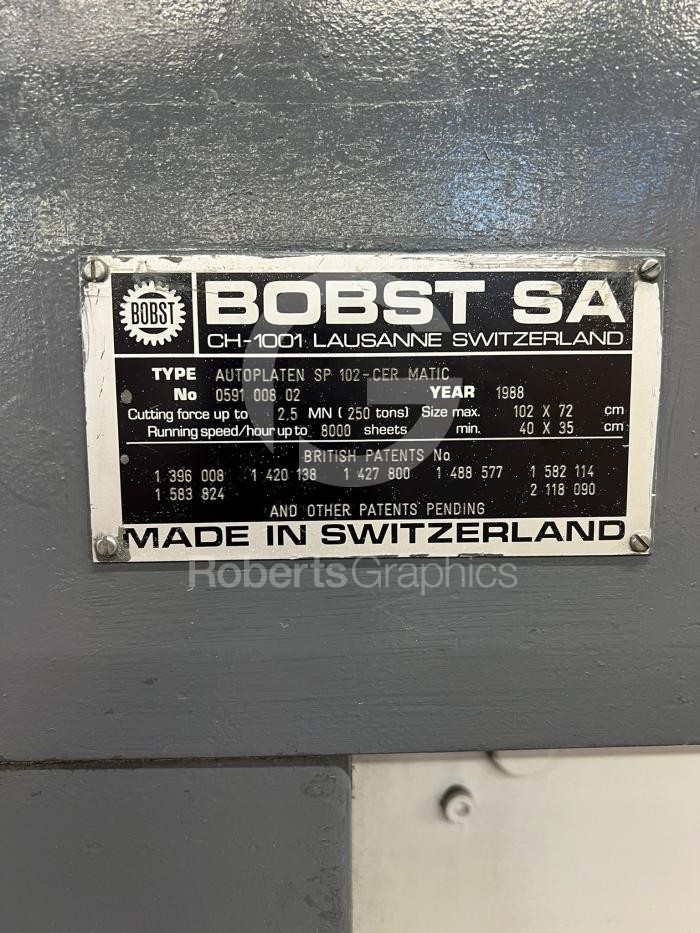 BOBST
BOBST SA
CH-1001 LAUSANNE SWITZERLAND
TYPE AUTOPLATEN SP 102-CER MATIC
No 0591 008 02 YEAR 1988
Cutting force up to 2.5 MN ( 250 tons) Size max. 102 X 72 cm
Running speed/hour up to 8000 sheets min. 40 X 35 cm
BRITISH PATENTS No
1 396 008 1 420 138 1 427 800 1 488 577 1 582 114
1 583 824 2 118 090
AND OTHER PATENTS PENDING
MADE IN SWITZERLAND
RobertsGraphics